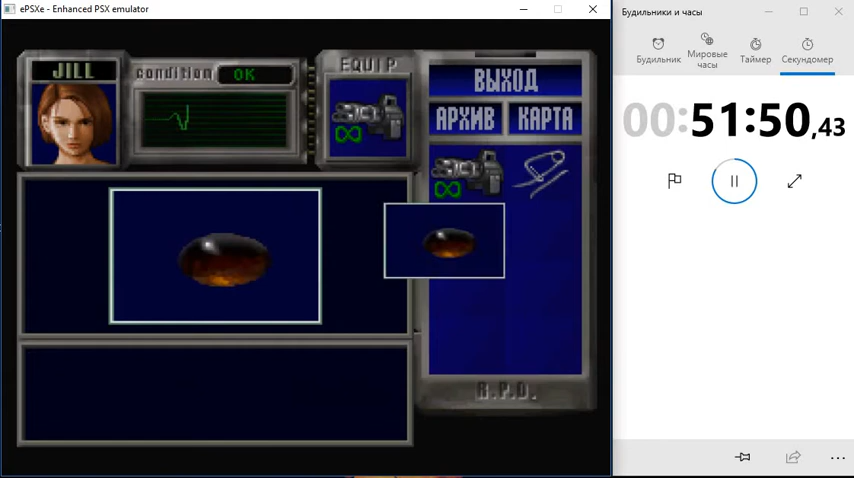 ePSXe - Enhanced PSX emulator
JILL
condition OK
EQUIP
∞
ВЫХОД
АРХИВ
КАРТА
∞
R.P.D.
Будильники и часы
Будильник
Мировые часы
Таймер
Секундомер
00:51:50,43